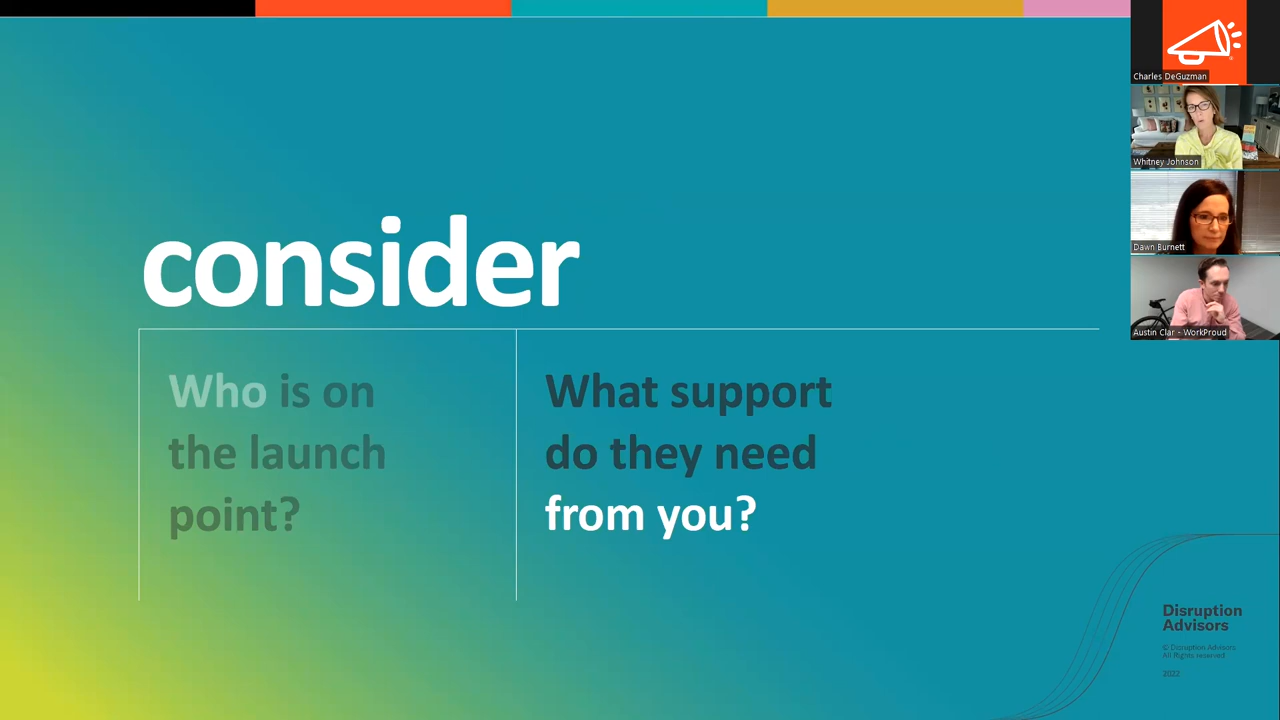 consider
Who is on
the launch
point?
What support
do they need
from you?
Charles DeGuzman
Whitney Johnson
Dawn Burnett
Austin Clar - WorkProud
Disruption
Advisors
© Disruption Advisors
All Rights reserved
2022